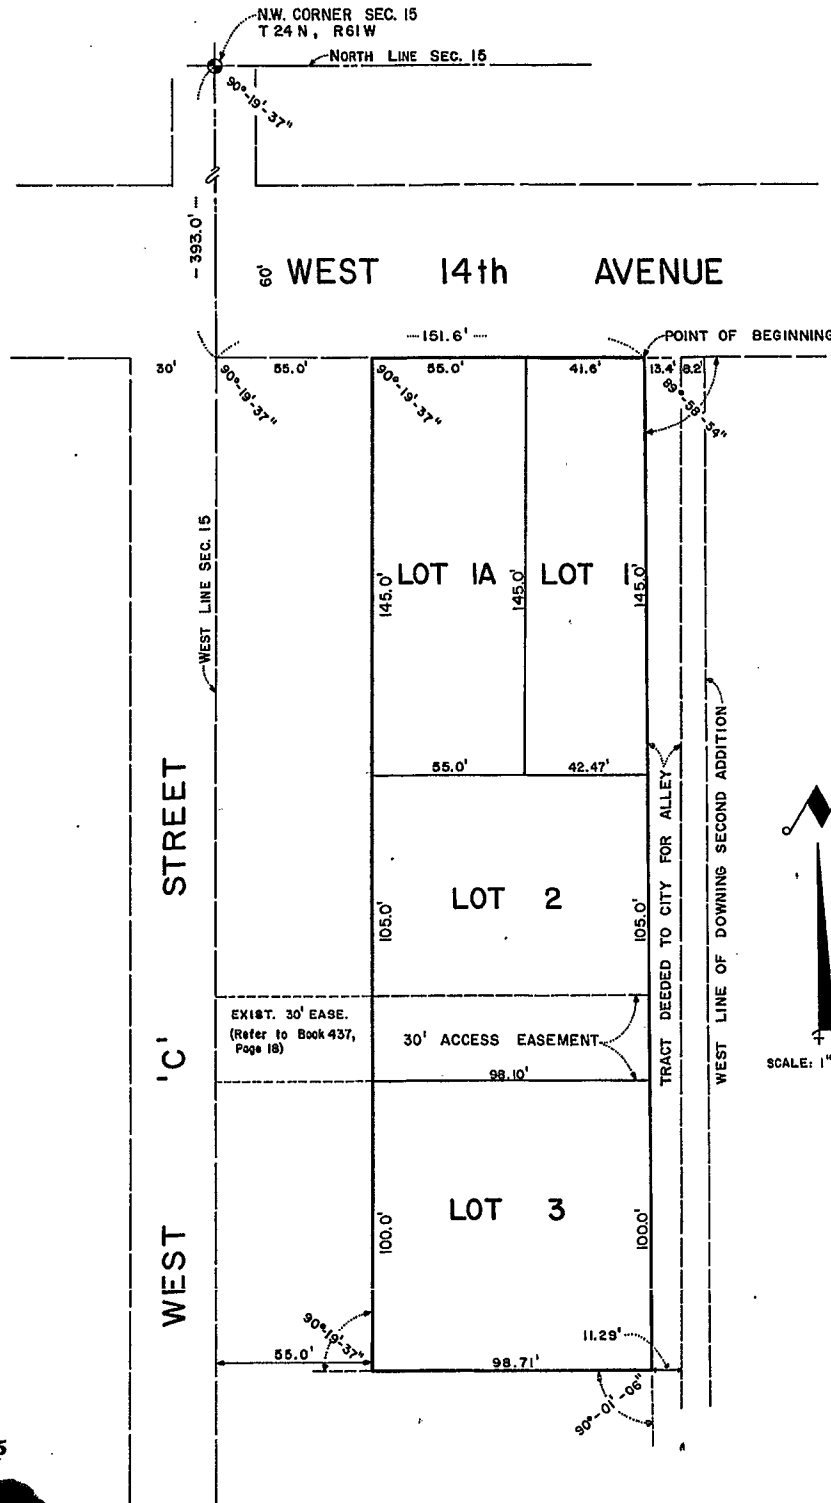 N.W. CORNER SEC. 15
T 24 N, R61W
NORTH LINE SEC. 15
90°-19'-37"
- 393.0' -
60'
WEST 14th AVENUE
151.6'
POINT OF BEGINNING
30'
55.0'
55.0'
41.6'
13.4'
8.2'
90°-19'-37"
90°-19'-37"
89°-58'-54"
WEST LINE SEC. 15
LOT 1A
LOT 1
145.0'
145.0'
145.0'
55.0'
42.47'
WEST 'C' STREET
LOT 2
105.0'
105.0'
TRACT DEEDED TO CITY FOR ALLEY
WEST LINE OF DOWNING SECOND ADDITION
EXIST. 30' EASE.
(Refer to Book 437,
Page 18)
30' ACCESS EASEMENT
98.10'
SCALE: 1"
LOT 3
100.0'
100.0'
90°-19'-37"
55.0'
11.29'
98.71'
90°-01'-06"